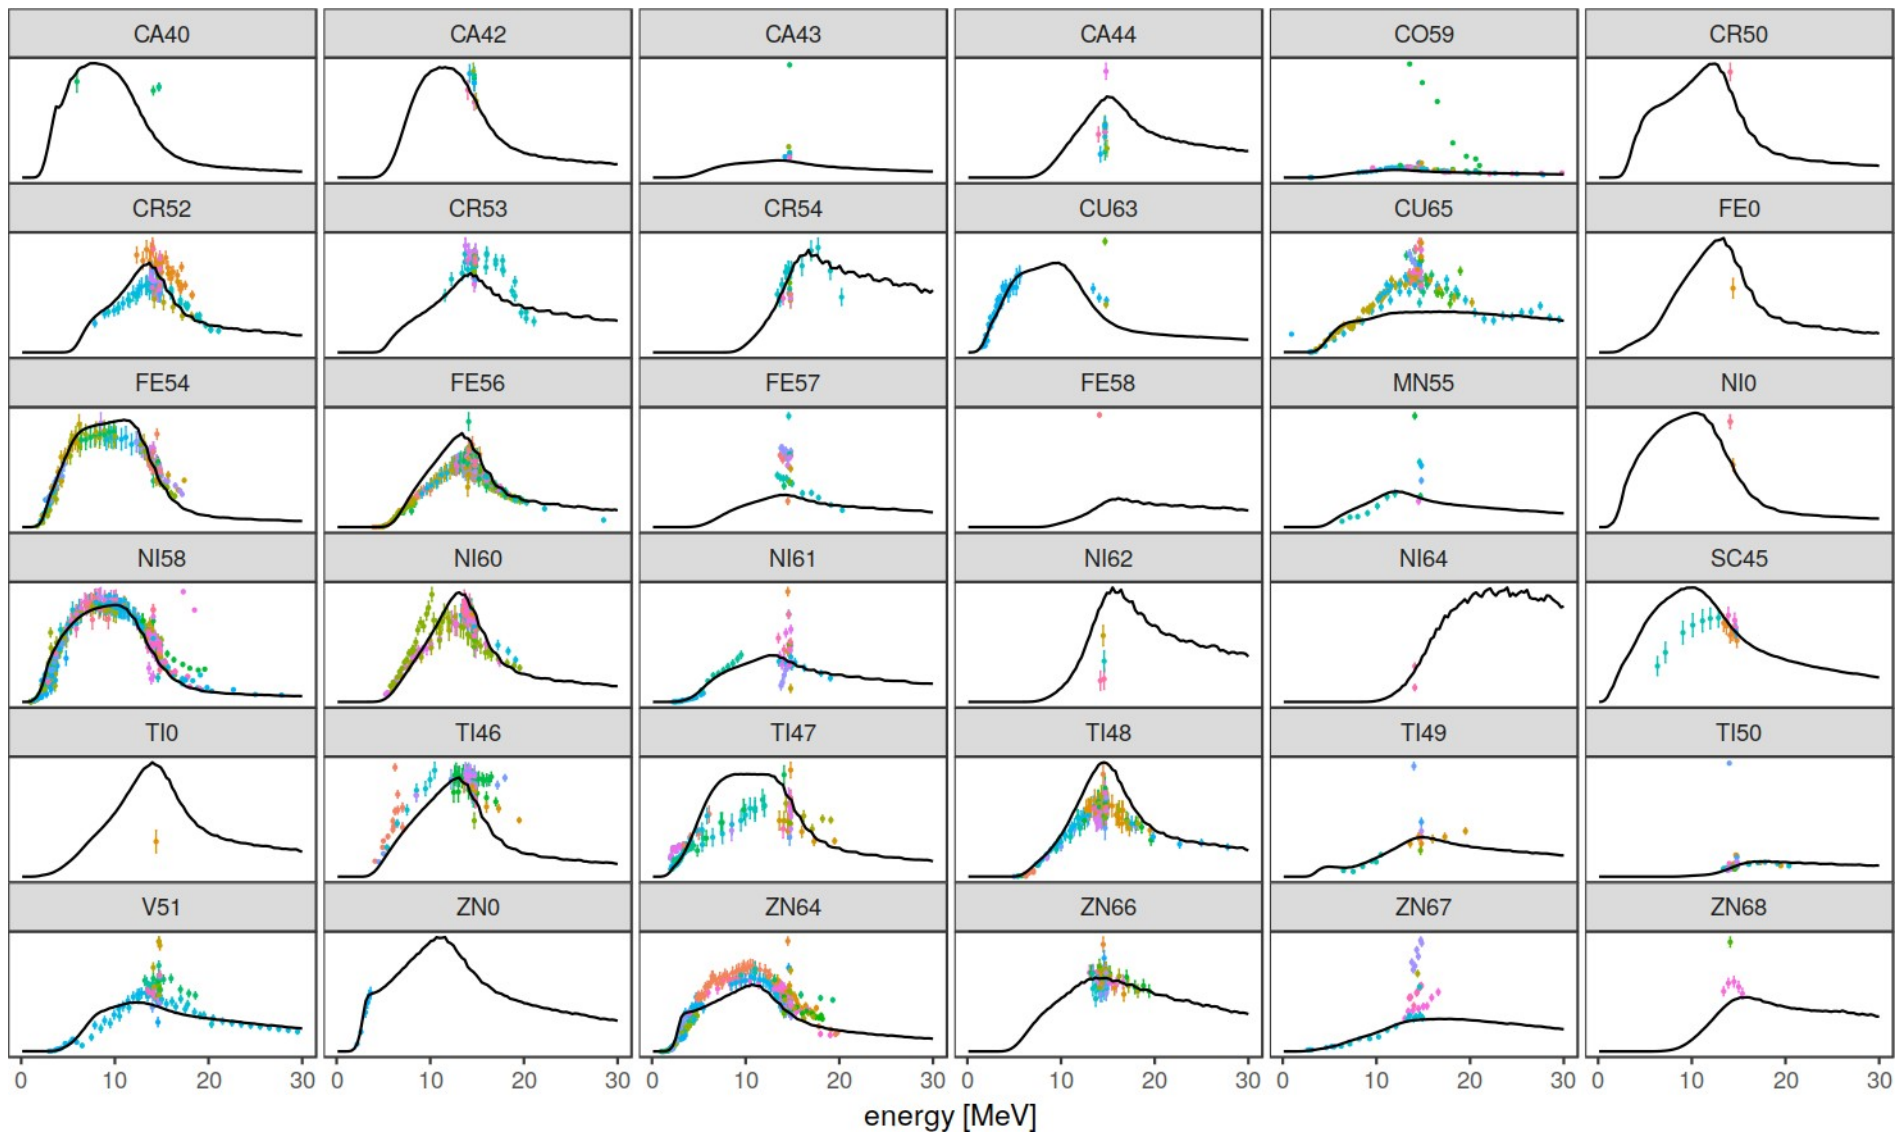 CA40 CA42 CA43 CA44 CO59 CR50
CR52 CR53 CR54 CU63 CU65 FE0
FE54 FE56 FE57 FE58 MN55 NI0
NI58 NI60 NI61 NI62 NI64 SC45
TI0 TI46 TI47 TI48 TI49 TI50
V51 ZN0 ZN64 ZN66 ZN67 ZN68
0 10 20 30 0 10 20 30 0 10 20 30 0 10 20 30 0 10 20 30 0 10 20 30
energy [MeV]